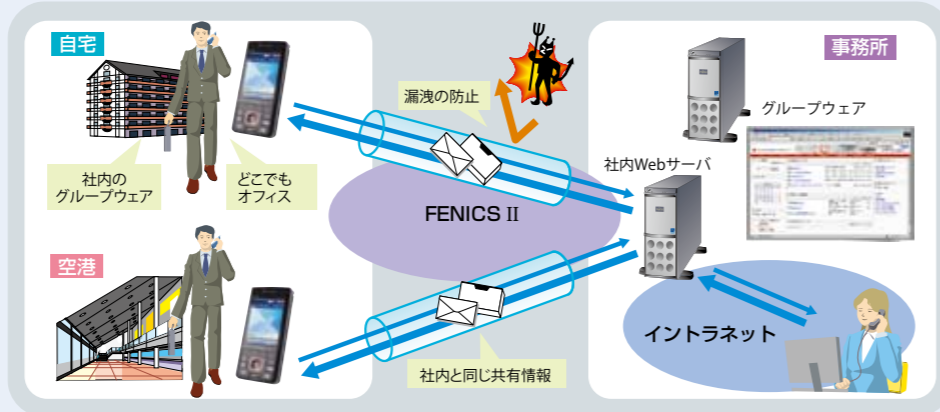 自宅
事務所
漏洩の防止
グループウェア
社内の
グループウェア
どこでも
オフィス
社内Webサーバ
FENICS II
空港
イントラネット
社内と同じ共有情報